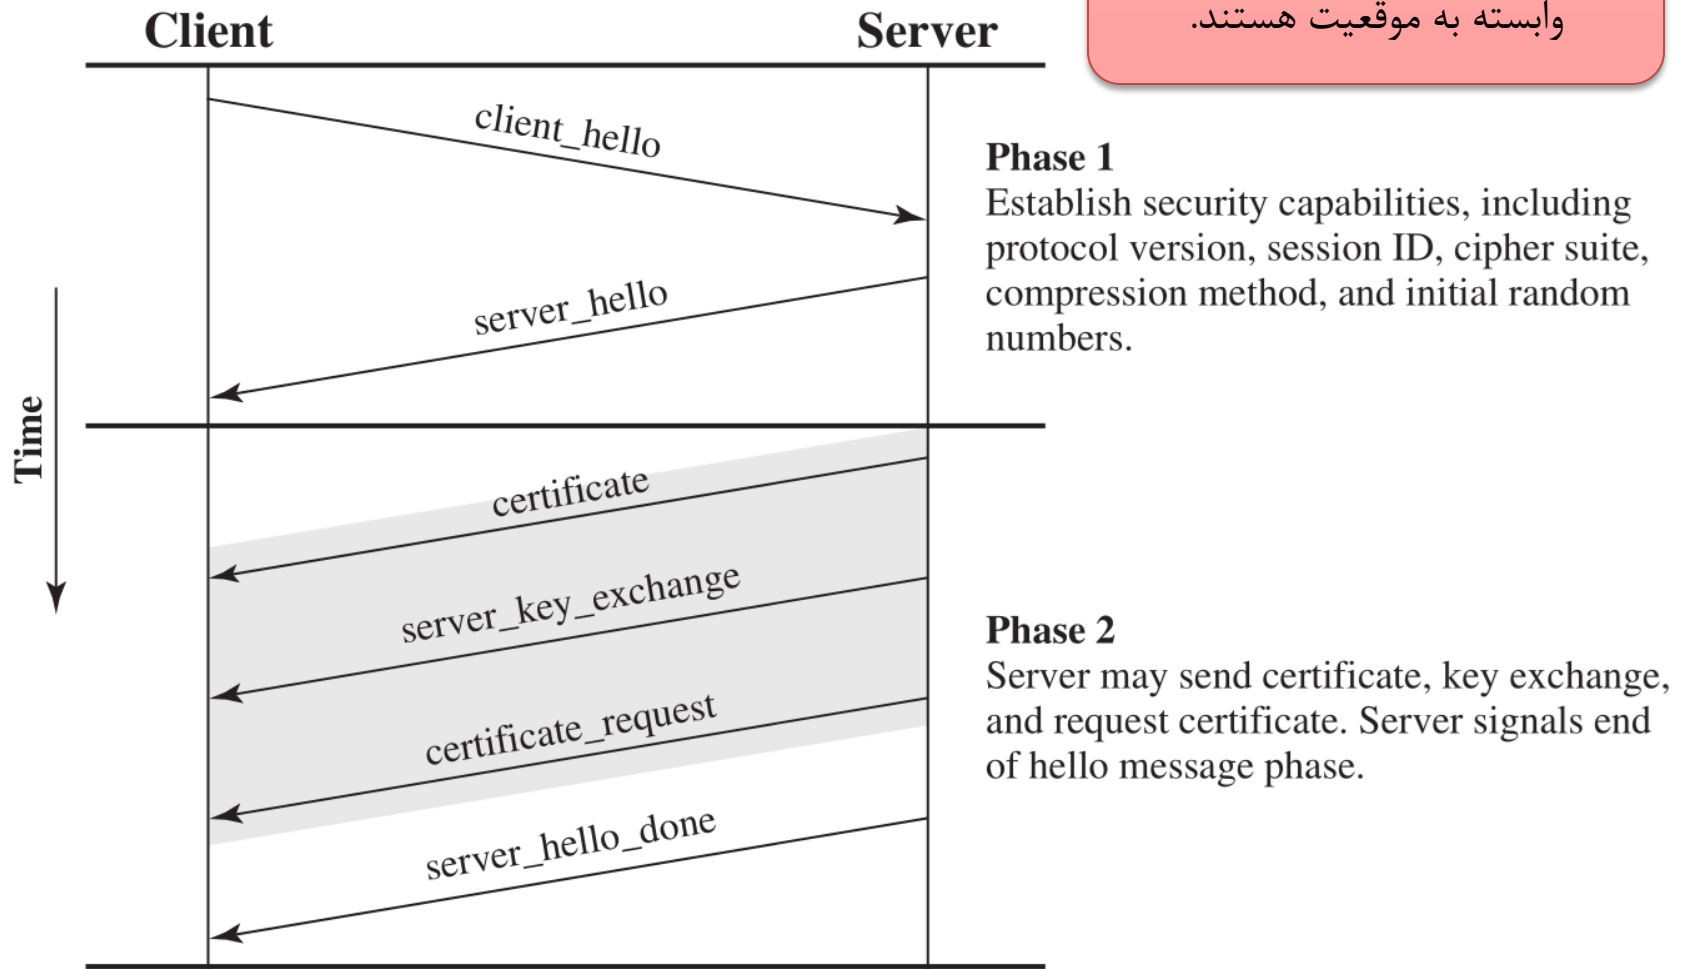 وابسته به موقعیت هستند.
Client
Server
client_hello
Phase 1
Establish security capabilities, including
protocol version, session ID, cipher suite,
compression method, and initial random
numbers.
server_hello
Time
certificate
server_key_exchange
certificate_request
server_hello_done
Phase 2
Server may send certificate, key exchange,
and request certificate. Server signals end
of hello message phase.